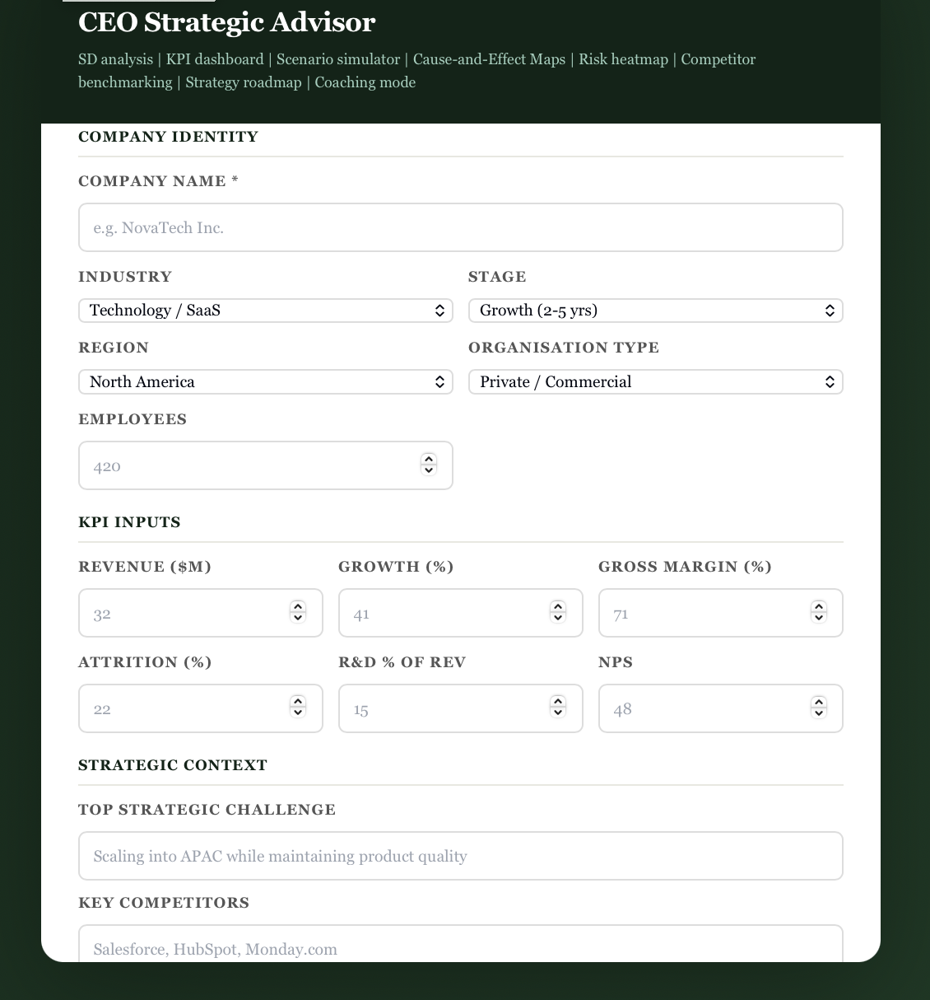 CEO Strategic Advisor
SD analysis | KPI dashboard | Scenario simulator | Cause-and-Effect Maps | Risk heatmap | Competitor
benchmarking | Strategy roadmap | Coaching mode
COMPANY IDENTITY
COMPANY NAME *
e.g. NovaTech Inc.
INDUSTRY
STAGE
Technology / SaaS
Growth (2-5 yrs)
REGION
ORGANISATION TYPE
North America
Private / Commercial
EMPLOYEES
420
KPI INPUTS
REVENUE ($M)
GROWTH (%)
GROSS MARGIN (%)
32
41
71
ATTRITION (%)
R&D % OF REV
NPS
22
15
48
STRATEGIC CONTEXT
TOP STRATEGIC CHALLENGE
Scaling into APAC while maintaining product quality
KEY COMPETITORS
Salesforce, HubSpot, Monday.com